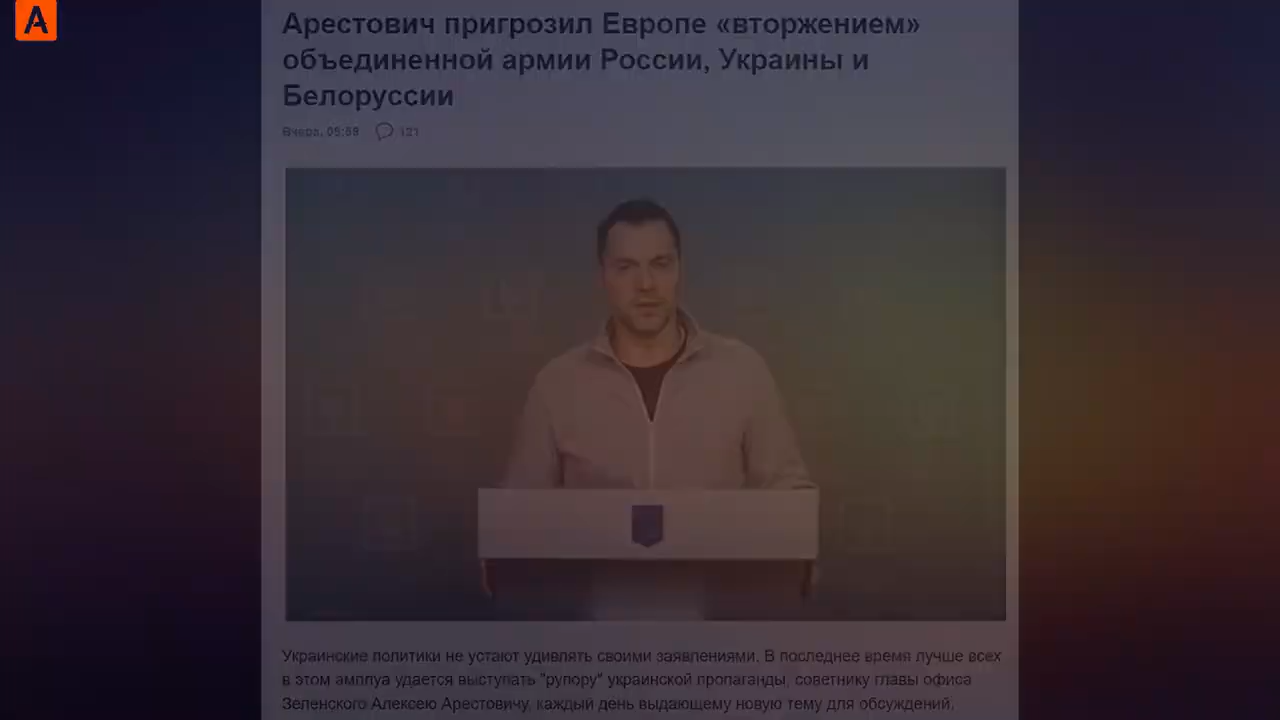 A
Арестович пригрозил Европе «вторжением»
объединенной армии России, Украины и
Белоруссии
Вчера, 05:58 121
Украинские политики не устают удивлять своими заявлениями. В последнее время лучше всех
в этом амплуа удается выступать "рупору" украинской пропаганды, советнику главы офиса
Зеленского Алексею Арестовичу, каждый день выдающему новую тему для обсуждений.